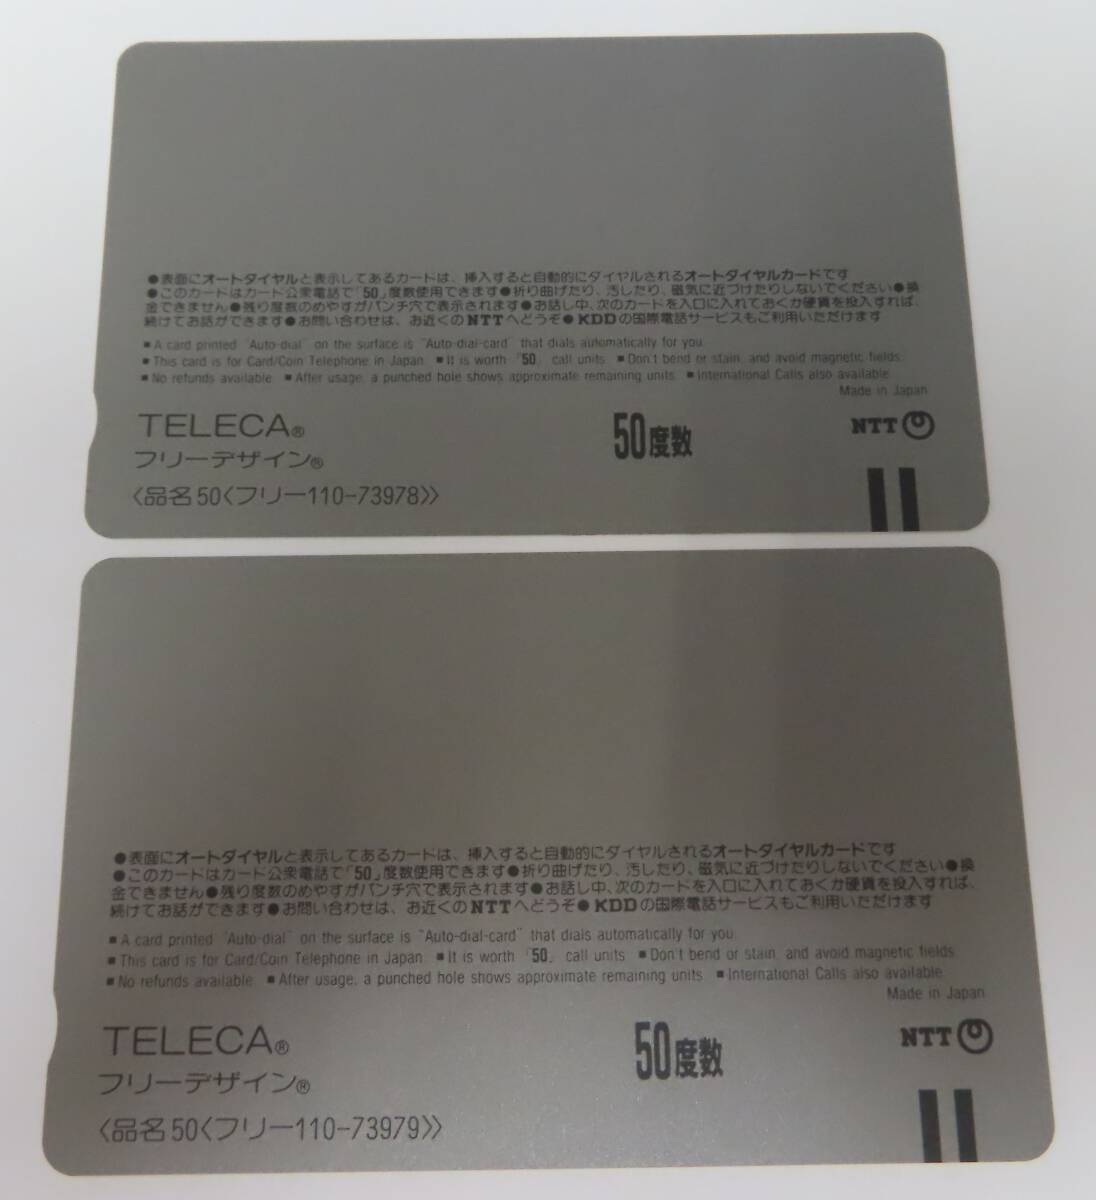 ●表面にオートダイヤルと表示してあるカードは、挿入すると自動的にダイヤルされるオートダイヤルカードです
●このカードはカード公衆電話で「50」度数使用できます●折り曲げたり、汚したり、磁気に近づけたりしないでください●換
金できません●残り度数のめやすがパンチ穴で表示されます●お話し中、次のカードを入口に入れておくか硬貨を投入すれば、
続けてお話ができます●お問い合わせは、お近くのNTTへどうぞ●KDDの国際電話サービスもご利用いただけます
■A card printed "Auto-dial" on the surface is "Auto-dial-card" that dials automatically for you.
■This card is for Card/Coin Telephone in Japan. ■It is worth「50」call units. ■Don't bend or stain, and avoid magnetic fields.
■No refunds available. ■After usage, a punched hole shows approximate remaining units. ■International Calls also available.
Made in Japan
TELECA® 50度数 NTT
フリーデザイン®
〈品名50〈フリー110-73978〉〉
●表面にオートダイヤルと表示してあるカードは、挿入すると自動的にダイヤルされるオートダイヤルカードです
●このカードはカード公衆電話で「50」度数使用できます●折り曲げたり、汚したり、磁気に近づけたりしないでください●換
金できません●残り度数のめやすがパンチ穴で表示されます●お話し中、次のカードを入口に入れておくか硬貨を投入すれば、
続けてお話ができます●お問い合わせは、お近くのNTTへどうぞ●KDDの国際電話サービスもご利用いただけます
■A card printed "Auto-dial" on the surface is "Auto-dial-card" that dials automatically for you.
■This card is for Card/Coin Telephone in Japan. ■It is worth「50」call units. ■Don't bend or stain, and avoid magnetic fields.
■No refunds available. ■After usage, a punched hole shows approximate remaining units. ■International Calls also available.
Made in Japan
TELECA® 50度数 NTT
フリーデザイン®
〈品名50〈フリー110-73979〉〉